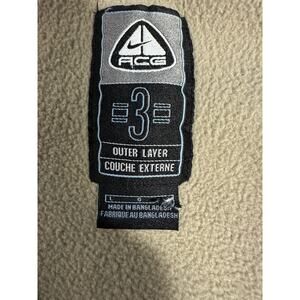 ACG
3
OUTER LAYER
COUCHE EXTERNE
L G
MADE IN BANGLADESH
FABRIQUE AU BANGLADESH